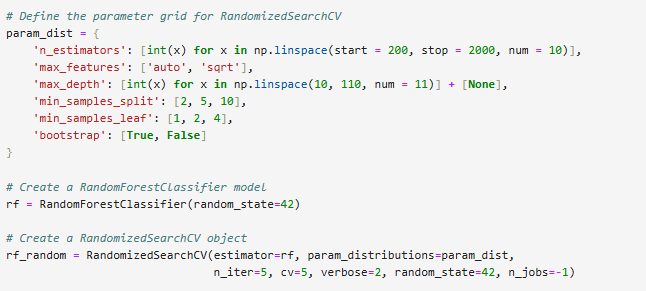 # Define the parameter grid for RandomizedSearchCV
param_dist = {
    'n_estimators': [int(x) for x in np.linspace(start = 200, stop = 2000, num = 10)],
    'max_features': ['auto', 'sqrt'],
    'max_depth': [int(x) for x in np.linspace(10, 110, num = 11)] + [None],
    'min_samples_split': [2, 5, 10],
    'min_samples_leaf': [1, 2, 4],
    'bootstrap': [True, False]
}
# Create a RandomForestClassifier model
rf = RandomForestClassifier(random_state=42)
# Create a RandomizedSearchCV object
rf_random = RandomizedSearchCV(estimator=rf, param_distributions=param_dist,
                               n_iter=5, cv=5, verbose=2, random_state=42, n_jobs=-1)